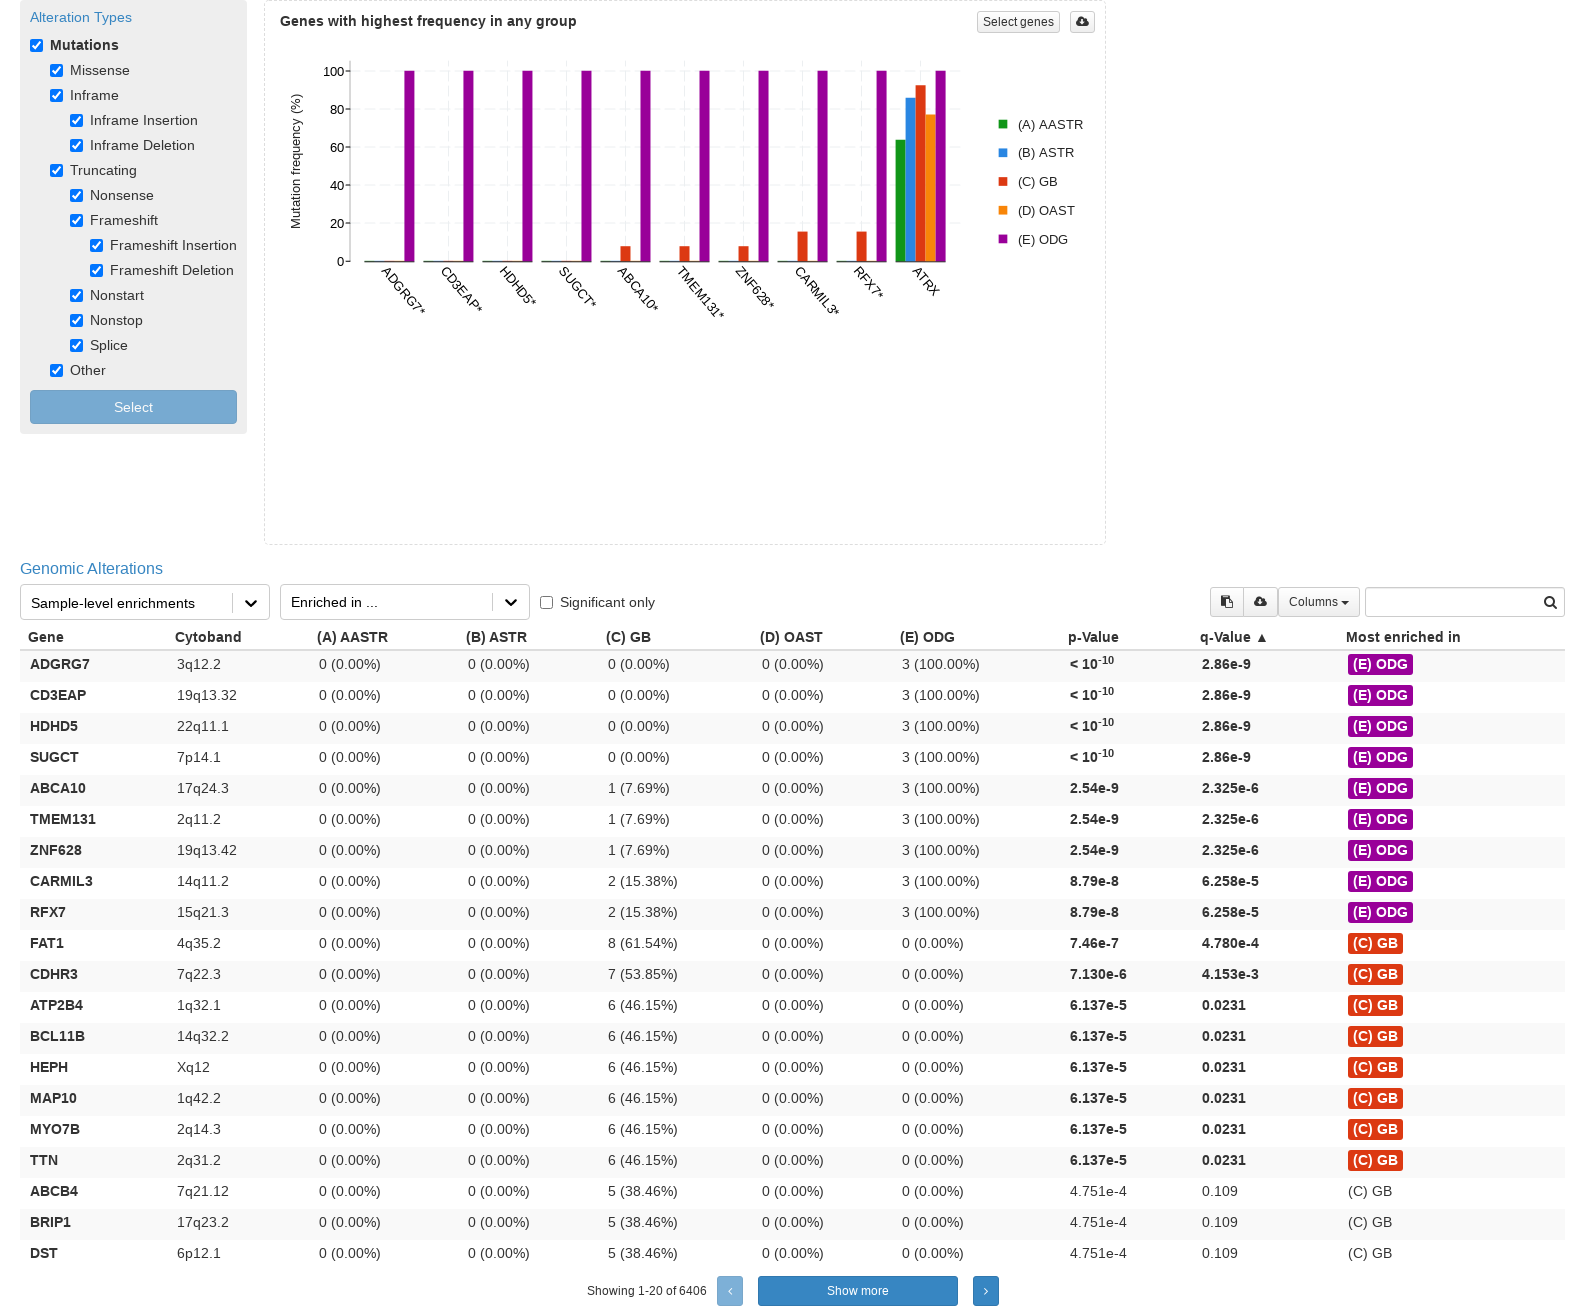 Alteration Types
Mutations
Missense
Inframe
Inframe Insertion
Inframe Deletion
Truncating
Nonsense
Frameshift
Frameshift Insertion
Frameshift Deletion
Nonstart
Nonstop
Splice
Other
Select
Genes with highest frequency in any group
Select genes
Mutation frequency (%)
100
80
60
40
20
0
ADGRG7*
CD3EAP*
HDHD5*
SUGCT*
ABCA10*
TMEM131*
ZNF628*
CARMIL3*
RFX7*
ATRX
(A) AASTR
(B) ASTR
(C) GB
(D) OAST
(E) ODG
Genomic Alterations
Sample-level enrichments Enriched in ... Significant only Columns
Gene Cytoband (A) AASTR (B) ASTR (C) GB (D) OAST (E) ODG p-Value q-Value ▲ Most enriched in
ADGRG7 3q12.2 0 (0.00%) 0 (0.00%) 0 (0.00%) 0 (0.00%) 3 (100.00%) < 10⁻¹⁰ 2.86e-9 (E) ODG
CD3EAP 19q13.32 0 (0.00%) 0 (0.00%) 0 (0.00%) 0 (0.00%) 3 (100.00%) < 10⁻¹⁰ 2.86e-9 (E) ODG
HDHD5 22q11.1 0 (0.00%) 0 (0.00%) 0 (0.00%) 0 (0.00%) 3 (100.00%) < 10⁻¹⁰ 2.86e-9 (E) ODG
SUGCT 7p14.1 0 (0.00%) 0 (0.00%) 0 (0.00%) 0 (0.00%) 3 (100.00%) < 10⁻¹⁰ 2.86e-9 (E) ODG
ABCA10 17q24.3 0 (0.00%) 0 (0.00%) 1 (7.69%) 0 (0.00%) 3 (100.00%) 2.54e-9 2.325e-6 (E) ODG
TMEM131 2q11.2 0 (0.00%) 0 (0.00%) 1 (7.69%) 0 (0.00%) 3 (100.00%) 2.54e-9 2.325e-6 (E) ODG
ZNF628 19q13.42 0 (0.00%) 0 (0.00%) 1 (7.69%) 0 (0.00%) 3 (100.00%) 2.54e-9 2.325e-6 (E) ODG
CARMIL3 14q11.2 0 (0.00%) 0 (0.00%) 2 (15.38%) 0 (0.00%) 3 (100.00%) 8.79e-8 6.258e-5 (E) ODG
RFX7 15q21.3 0 (0.00%) 0 (0.00%) 2 (15.38%) 0 (0.00%) 3 (100.00%) 8.79e-8 6.258e-5 (E) ODG
FAT1 4q35.2 0 (0.00%) 0 (0.00%) 8 (61.54%) 0 (0.00%) 0 (0.00%) 7.46e-7 4.780e-4 (C) GB
CDHR3 7q22.3 0 (0.00%) 0 (0.00%) 7 (53.85%) 0 (0.00%) 0 (0.00%) 7.130e-6 4.153e-3 (C) GB
ATP2B4 1q32.1 0 (0.00%) 0 (0.00%) 6 (46.15%) 0 (0.00%) 0 (0.00%) 6.137e-5 0.0231 (C) GB
BCL11B 14q32.2 0 (0.00%) 0 (0.00%) 6 (46.15%) 0 (0.00%) 0 (0.00%) 6.137e-5 0.0231 (C) GB
HEPH Xq12 0 (0.00%) 0 (0.00%) 6 (46.15%) 0 (0.00%) 0 (0.00%) 6.137e-5 0.0231 (C) GB
MAP10 1q42.2 0 (0.00%) 0 (0.00%) 6 (46.15%) 0 (0.00%) 0 (0.00%) 6.137e-5 0.0231 (C) GB
MYO7B 2q14.3 0 (0.00%) 0 (0.00%) 6 (46.15%) 0 (0.00%) 0 (0.00%) 6.137e-5 0.0231 (C) GB
TTN 2q31.2 0 (0.00%) 0 (0.00%) 6 (46.15%) 0 (0.00%) 0 (0.00%) 6.137e-5 0.0231 (C) GB
ABCB4 7q21.12 0 (0.00%) 0 (0.00%) 5 (38.46%) 0 (0.00%) 0 (0.00%) 4.751e-4 0.109 (C) GB
BRIP1 17q23.2 0 (0.00%) 0 (0.00%) 5 (38.46%) 0 (0.00%) 0 (0.00%) 4.751e-4 0.109 (C) GB
DST 6p12.1 0 (0.00%) 0 (0.00%) 5 (38.46%) 0 (0.00%) 0 (0.00%) 4.751e-4 0.109 (C) GB
Showing 1-20 of 6406 ‹ Show more ›